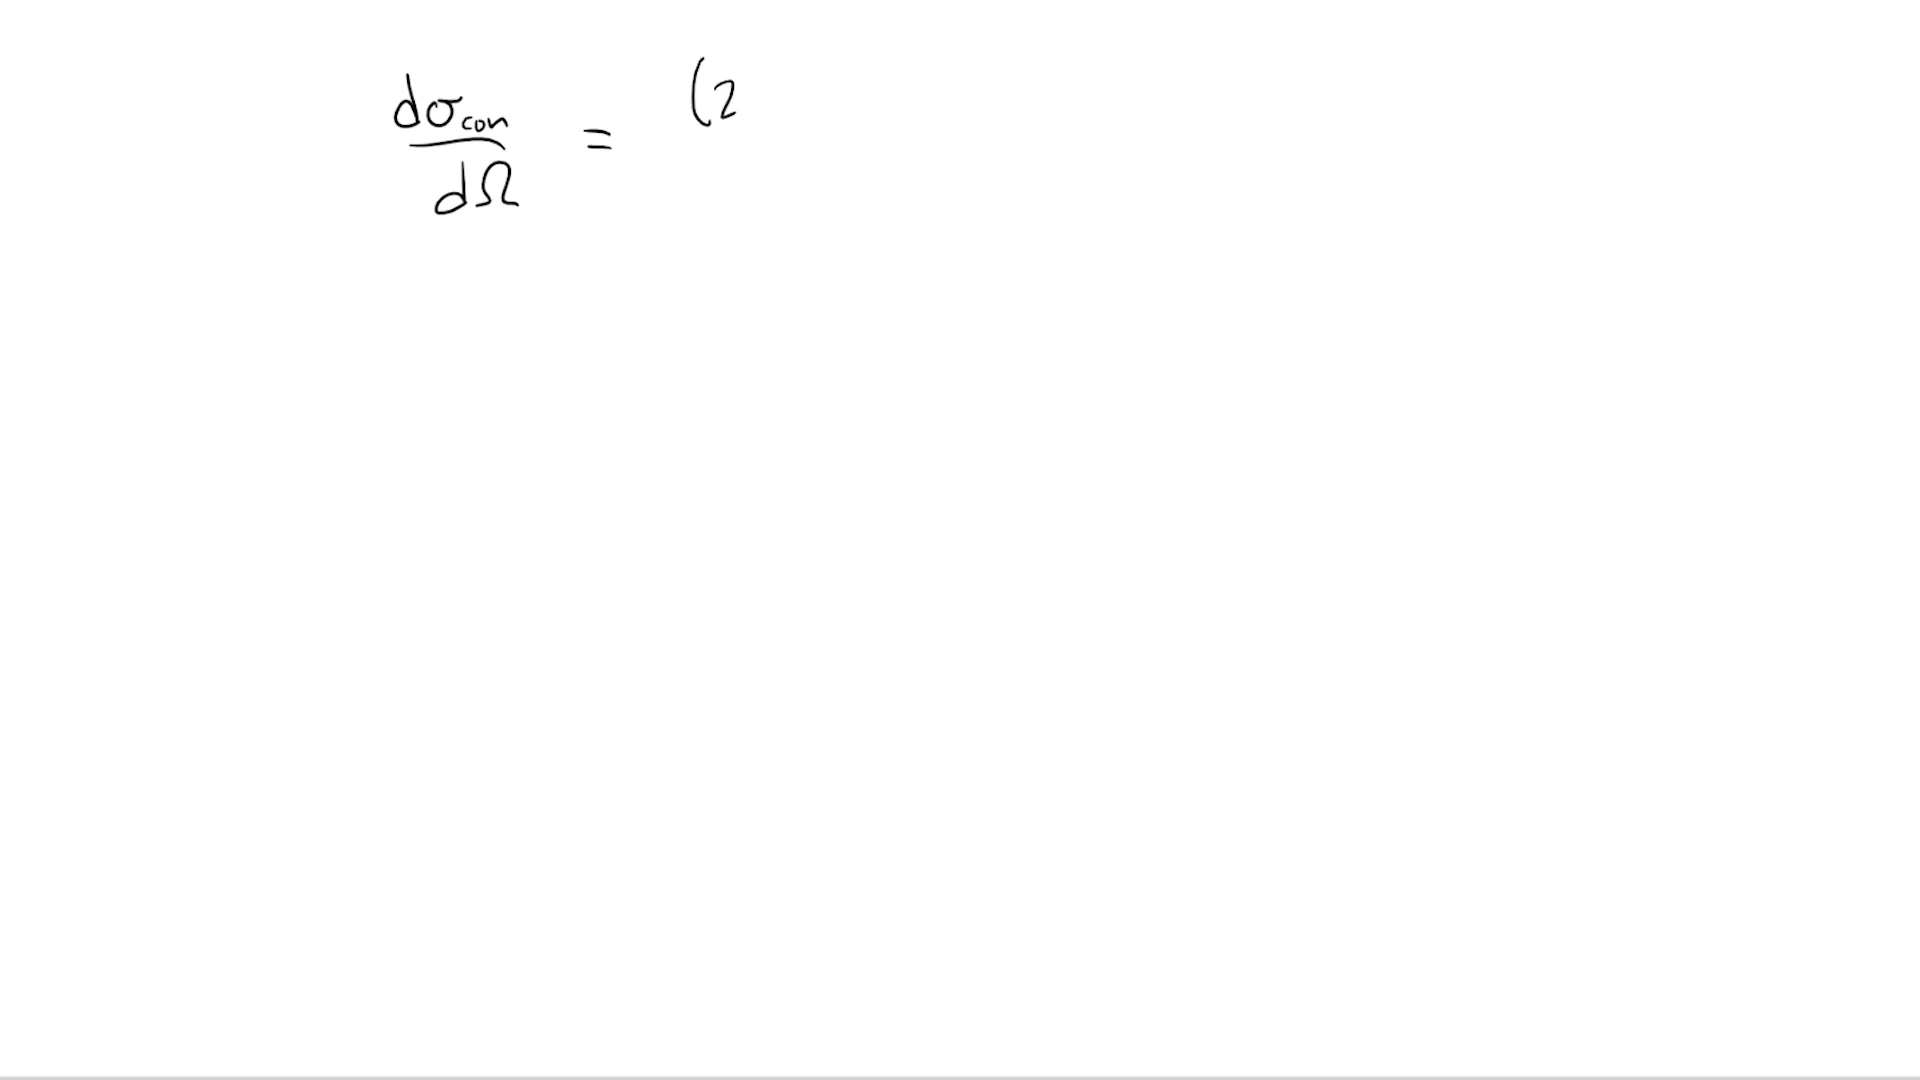 dσ_con / dΩ = (2